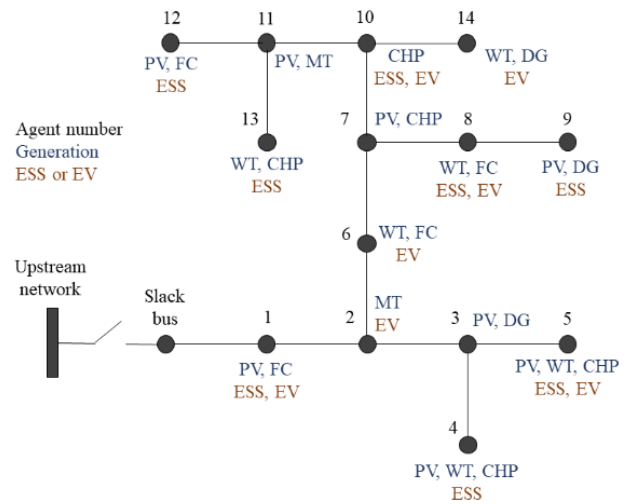 12
PV, FC
ESS
11
PV, MT
10
CHP
ESS, EV
14
WT, DG
EV
Agent number
Generation
ESS or EV
13
WT, CHP
ESS
7
PV, CHP
8
WT, FC
ESS, EV
9
PV, DG
ESS
6
WT, FC
EV
Upstream
network
Slack
bus
1
PV, FC
ESS, EV
MT
EV
2
3
PV, DG
5
PV, WT, CHP
ESS, EV
4
PV, WT, CHP
ESS